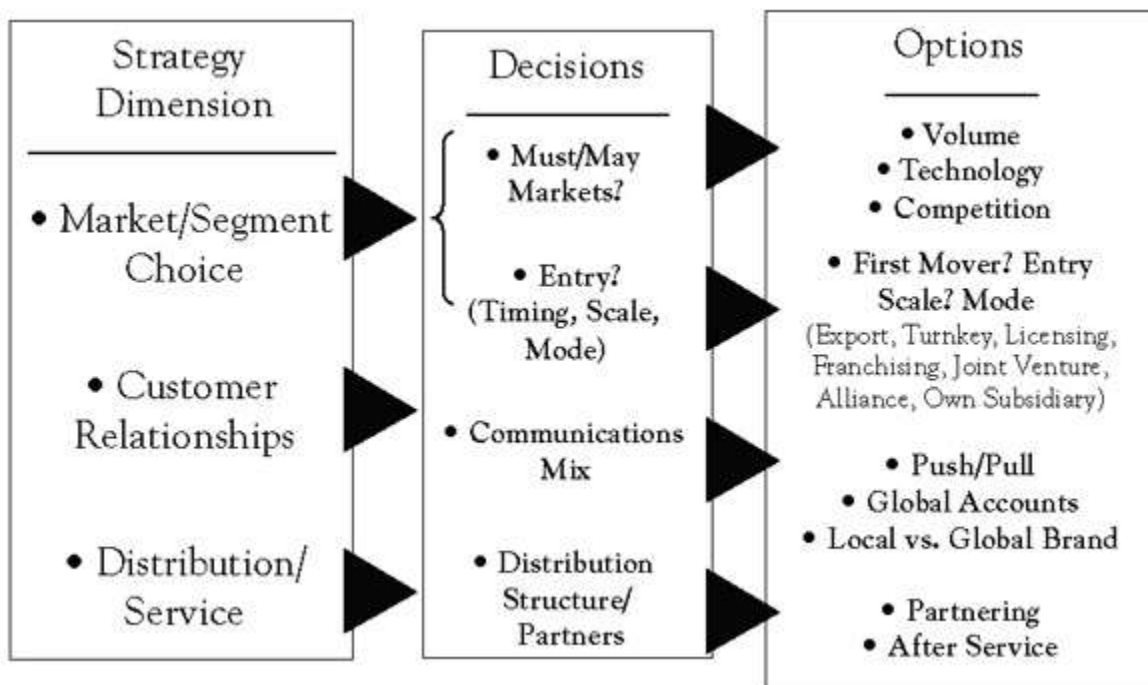 Strategy
Dimension
• Market/Segment
Choice
• Customer
Relationships
• Distribution/
Service
Decisions
• Must/May
Markets?
• Entry?
(Timing, Scale,
Mode)
• Communications
Mix
• Distribution
Structure/
Partners
Options
• Volume
• Technology
• Competition
• First Mover? Entry
Scale? Mode
(Export, Turnkey, Licensing,
Franchising, Joint Venture,
Alliance, Own Subsidiary)
• Push/Pull
• Global Accounts
• Local vs. Global Brand
• Partnering
• After Service